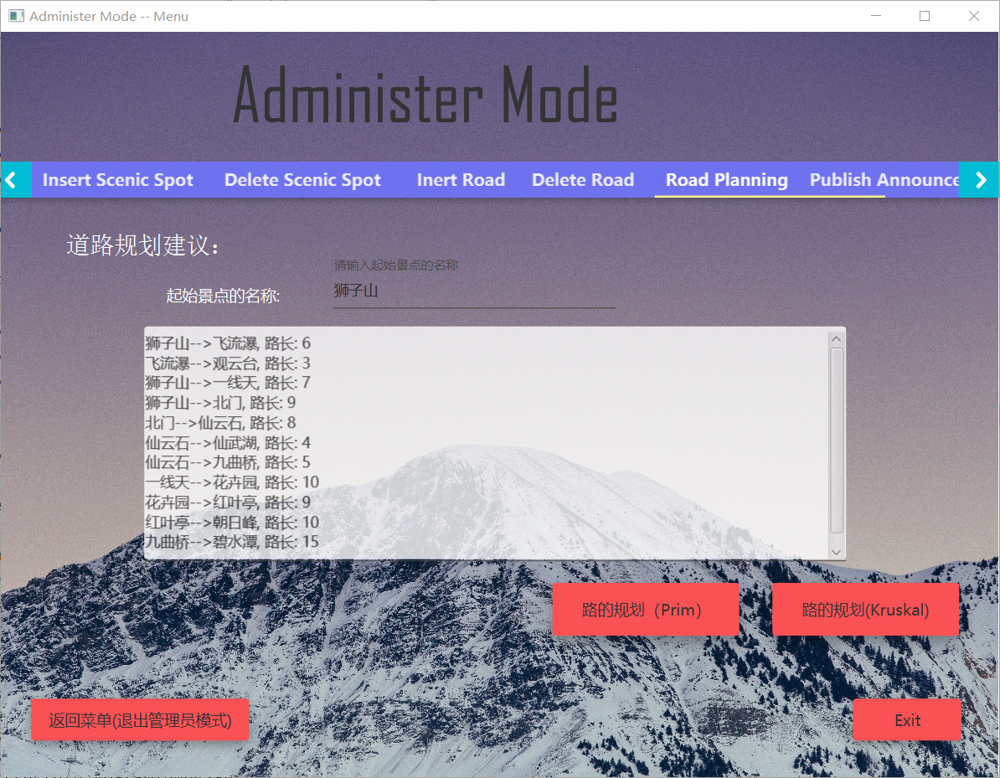 Administer Mode -- Menu
Administer Mode
Insert Scenic Spot Delete Scenic Spot Inert Road Delete Road Road Planning Publish Announce
道路规划建议：
请输入起始景点的名称
起始景点的名称: 狮子山
狮子山-->飞流瀑, 路长: 6
飞流瀑-->观云台, 路长: 3
狮子山-->一线天, 路长: 7
狮子山-->北门, 路长: 9
北门-->仙云石, 路长: 8
仙云石-->仙武湖, 路长: 4
仙云石-->九曲桥, 路长: 5
一线天-->花卉园, 路长: 10
花卉园-->红叶亭, 路长: 9
红叶亭-->朝日峰, 路长: 10
九曲桥-->碧水潭, 路长: 15
路的规划（Prim） 路的规划(Kruskal)
返回菜单(退出管理员模式) Exit